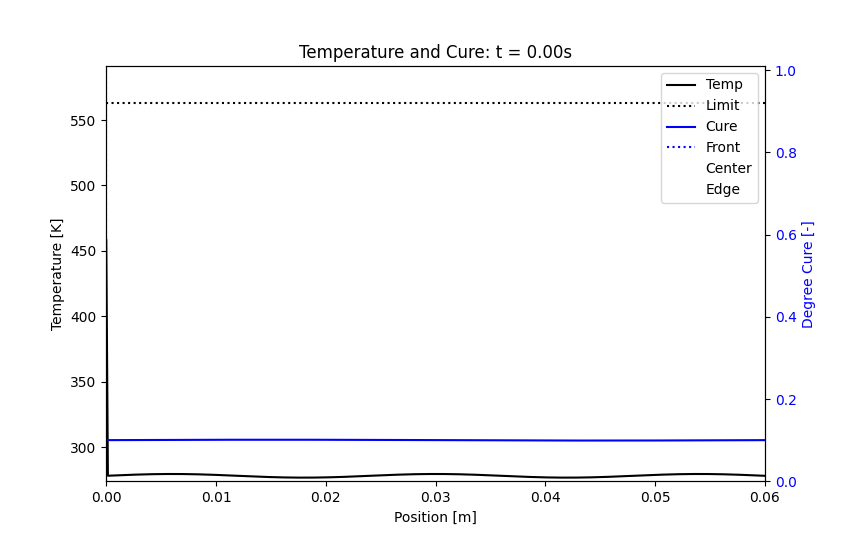 Temperature and Cure: t = 0.00s
Temp
Limit
Cure
Front
Center
Edge
550
500
450
400
350
300
Temperature [K]
1.0
0.8
0.6
0.4
0.2
0.0
Degree Cure [-]
0.00 0.01 0.02 0.03 0.04 0.05 0.06
Position [m]